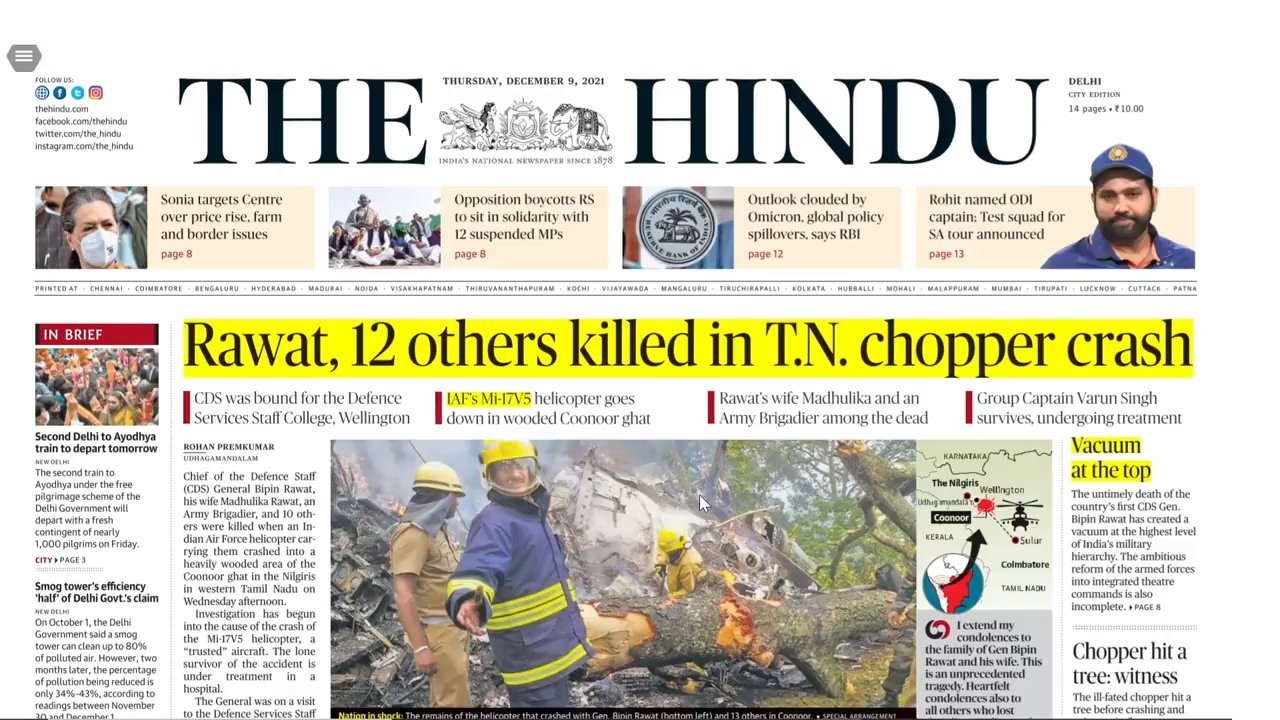 THURSDAY, DECEMBER 9, 2021
FOLLOW US:
thehindu.com
facebook.com/thehindu
twitter.com/the_hindu
instagram.com/the_hindu
THE HINDU
INDIA'S NATIONAL NEWSPAPER SINCE 1878
DELHI
CITY EDITION
14 pages • ₹10.00
Sonia targets Centre
over price rise, farm
and border issues
page 8
Opposition boycotts RS
to sit in solidarity with
12 suspended MPs
page 8
RESERVE BANK OF INDIA
Outlook clouded by
Omicron, global policy
spillovers, says RBI
page 12
Rohit named ODI
captain; Test squad for
SA tour announced
page 13
PRINTED AT · CHENNAI · COIMBATORE · BENGALURU · HYDERABAD · MADURAI · NOIDA · VISAKHAPATNAM · THIRUVANANTHAPURAM · KOCHI · VIJAYAWADA · MANGALURU · TIRUCHIRAPALLI · KOLKATA · HUBBALLI · MOHALI · MALAPPURAM · MUMBAI · TIRUPATI · LUCKNOW · CUTTACK · PATNA
IN BRIEF
Second Delhi to Ayodhya
train to depart tomorrow
NEW DELHI
The second train to
Ayodhya under the free
pilgrimage scheme of the
Delhi Government will
depart with a fresh
contingent of nearly
1,000 pilgrims on Friday.
CITY ▸ PAGE 3
Smog tower's efficiency
'half' of Delhi Govt.'s claim
NEW DELHI
On October 1, the Delhi
Government said a smog
tower can clean up to 80%
of polluted air. However, two
months later, the percentage
of pollution being reduced is
only 34%-43%, according to
readings between November
30 and December 1
Rawat, 12 others killed in T.N. chopper crash
CDS was bound for the Defence
Services Staff College, Wellington
IAF's Mi-17V5 helicopter goes
down in wooded Coonoor ghat
Rawat's wife Madhulika and an
Army Brigadier among the dead
Group Captain Varun Singh
survives, undergoing treatment
ROHAN PREMKUMAR
UDHAGAMANDALAM
Chief of the Defence Staff
(CDS) General Bipin Rawat,
his wife Madhulika Rawat, an
Army Brigadier, and 10 oth-
ers were killed when an In-
dian Air Force helicopter car-
rying them crashed into a
heavily wooded area of the
Coonoor ghat in the Nilgiris
in western Tamil Nadu on
Wednesday afternoon.
Investigation has begun
into the cause of the crash of
the Mi-17V5 helicopter, a
“trusted” aircraft. The lone
survivor of the accident is
under treatment in a
hospital.
The General was on a visit
to the Defence Services Staff
Nation in shock: The remains of the helicopter that crashed with Gen. Bipin Rawat (bottom left) and 13 others in Coonoor. • SPECIAL ARRANGEMENT
KARNATAKA
The Nilgiris
Wellington
Udhagamandalam
Coonoor
KERALA
Sulur
Coimbatore
TAMIL NADU
I extend my
condolences to
the family of Gen Bipin
Rawat and his wife. This
is an unprecedented
tragedy. Heartfelt
condolences also to
all others who lost
Vacuum
at the top
The untimely death of the
country's first CDS Gen.
Bipin Rawat has created a
vacuum at the highest level
of India's military
hierarchy. The ambitious
reform of the armed forces
into integrated theatre
commands is also
incomplete. ▸ PAGE 8
Chopper hit a
tree: witness
The ill-fated chopper hit a
tree before crashing and